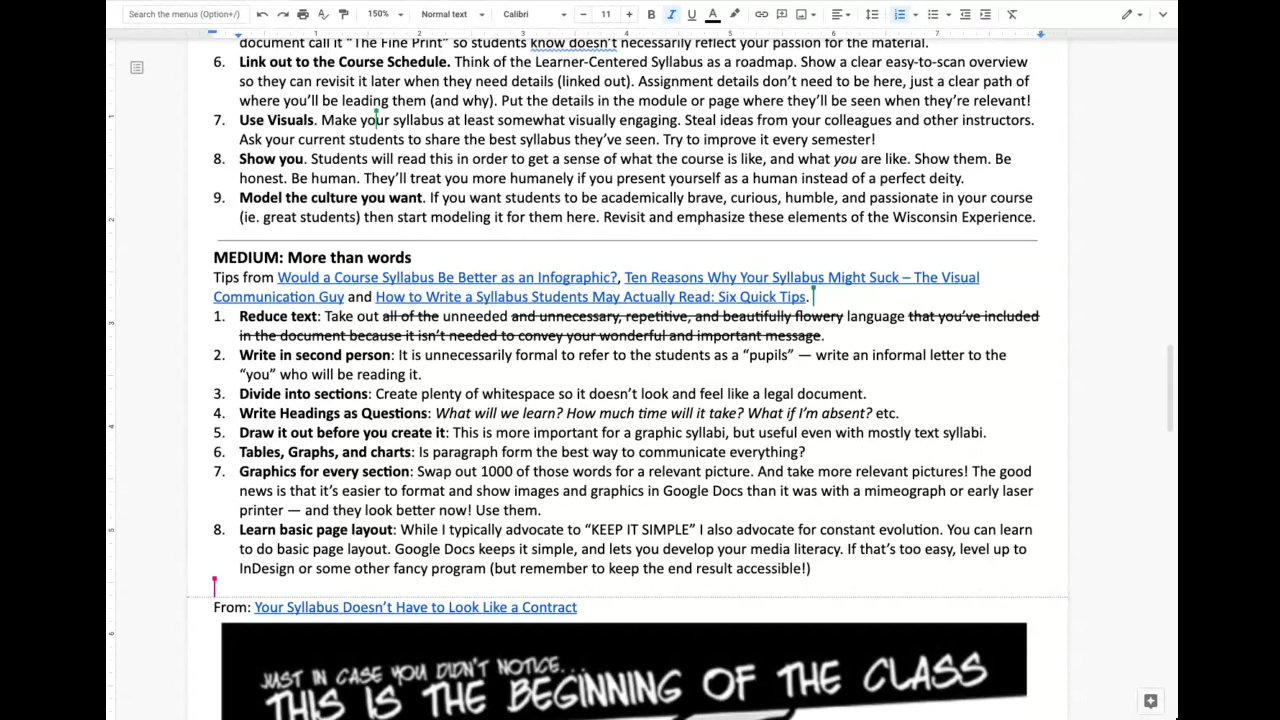 Search the menus (Option+/)
150%
Normal text
Calibri
11
B I U A
1 2 3 4 5 6 7
document call it “The Fine Print” so students know doesn’t necessarily reflect your passion for the material.
6. Link out to the Course Schedule. Think of the Learner-Centered Syllabus as a roadmap. Show a clear easy-to-scan overview
so they can revisit it later when they need details (linked out). Assignment details don’t need to be here, just a clear path of
where you’ll be leading them (and why). Put the details in the module or page where they’ll be seen when they’re relevant!
7. Use Visuals. Make your syllabus at least somewhat visually engaging. Steal ideas from your colleagues and other instructors.
Ask your current students to share the best syllabus they’ve seen. Try to improve it every semester!
8. Show you. Students will read this in order to get a sense of what the course is like, and what you are like. Show them. Be
honest. Be human. They’ll treat you more humanely if you present yourself as a human instead of a perfect deity.
9. Model the culture you want. If you want students to be academically brave, curious, humble, and passionate in your course
(ie. great students) then start modeling it for them here. Revisit and emphasize these elements of the Wisconsin Experience.
MEDIUM: More than words
Tips from Would a Course Syllabus Be Better as an Infographic?, Ten Reasons Why Your Syllabus Might Suck – The Visual
Communication Guy and How to Write a Syllabus Students May Actually Read: Six Quick Tips.
1. Reduce text: Take out all of the unneeded and unnecessary, repetitive, and beautifully flowery language that you’ve included
in the document because it isn’t needed to convey your wonderful and important message.
2. Write in second person: It is unnecessarily formal to refer to the students as a “pupils” — write an informal letter to the
“you” who will be reading it.
3. Divide into sections: Create plenty of whitespace so it doesn’t look and feel like a legal document.
4. Write Headings as Questions: What will we learn? How much time will it take? What if I’m absent? etc.
5. Draw it out before you create it: This is more important for a graphic syllabi, but useful even with mostly text syllabi.
6. Tables, Graphs, and charts: Is paragraph form the best way to communicate everything?
7. Graphics for every section: Swap out 1000 of those words for a relevant picture. And take more relevant pictures! The good
news is that it’s easier to format and show images and graphics in Google Docs than it was with a mimeograph or early laser
printer — and they look better now! Use them.
8. Learn basic page layout: While I typically advocate to “KEEP IT SIMPLE” I also advocate for constant evolution. You can learn
to do basic page layout. Google Docs keeps it simple, and lets you develop your media literacy. If that’s too easy, level up to
InDesign or some other fancy program (but remember to keep the end result accessible!)
From: Your Syllabus Doesn’t Have to Look Like a Contract
JUST IN CASE YOU DIDN'T NOTICE...
THIS IS THE BEGINNING OF THE CLASS